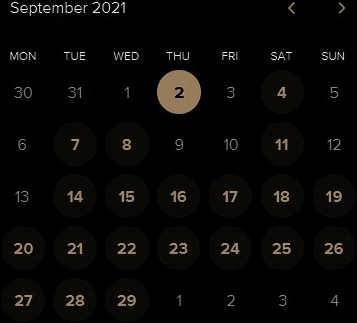 September 2021
MON TUE WED THU FRI SAT SUN
30 31 1 2 3 4 5
6 7 8 9 10 11 12
13 14 15 16 17 18 19
20 21 22 23 24 25 26
27 28 29 1 2 3 4